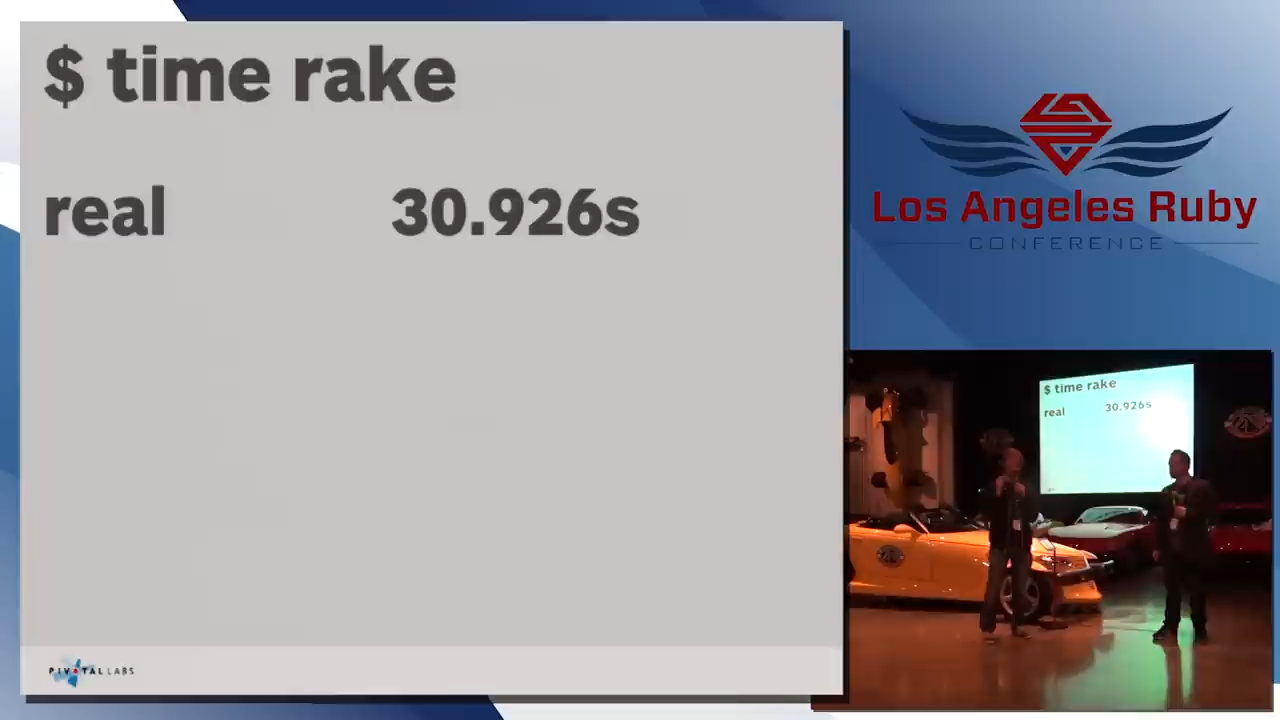 $ time rake
real 30.926s
PIVOTAL LABS
Los Angeles Ruby
CONFERENCE
$ time rake
real 30.926s